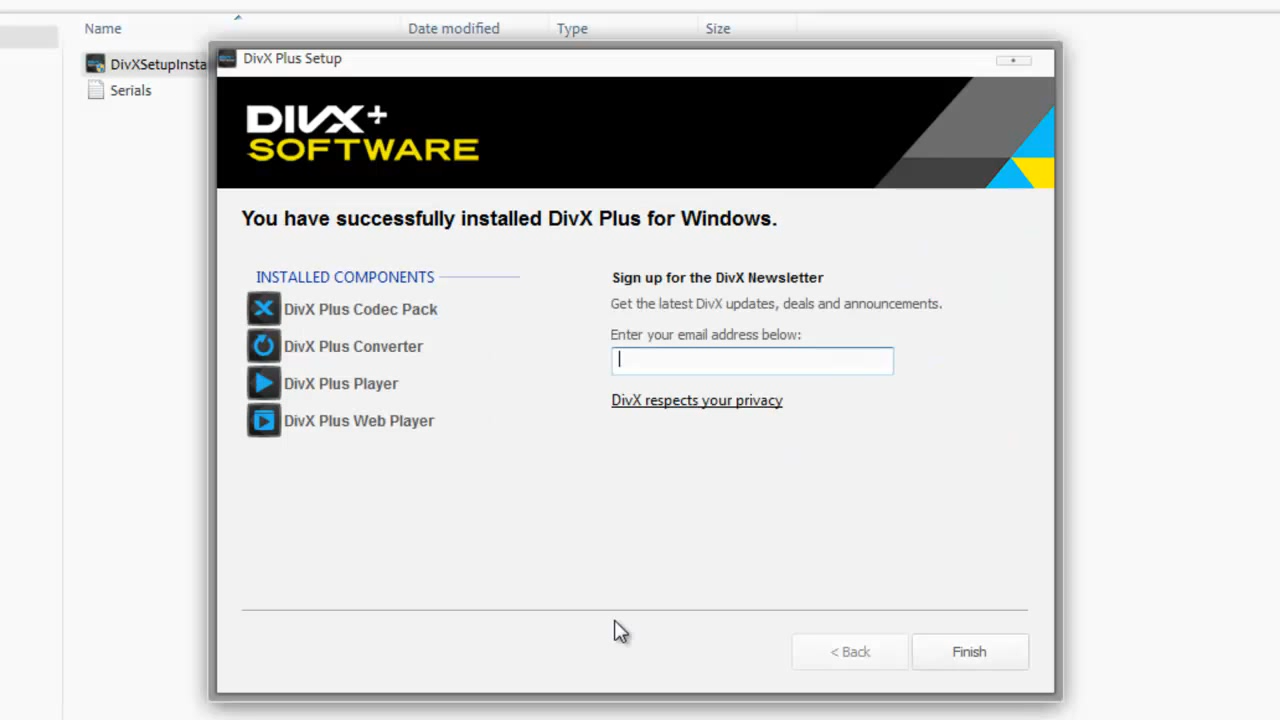 Name Date modified Type Size
DivXSetupInsta
Serials
DivX Plus Setup
DIVX+
SOFTWARE
You have successfully installed DivX Plus for Windows.
INSTALLED COMPONENTS
DivX Plus Codec Pack
DivX Plus Converter
DivX Plus Player
DivX Plus Web Player
Sign up for the DivX Newsletter
Get the latest DivX updates, deals and announcements.
Enter your email address below:
DivX respects your privacy
< Back Finish